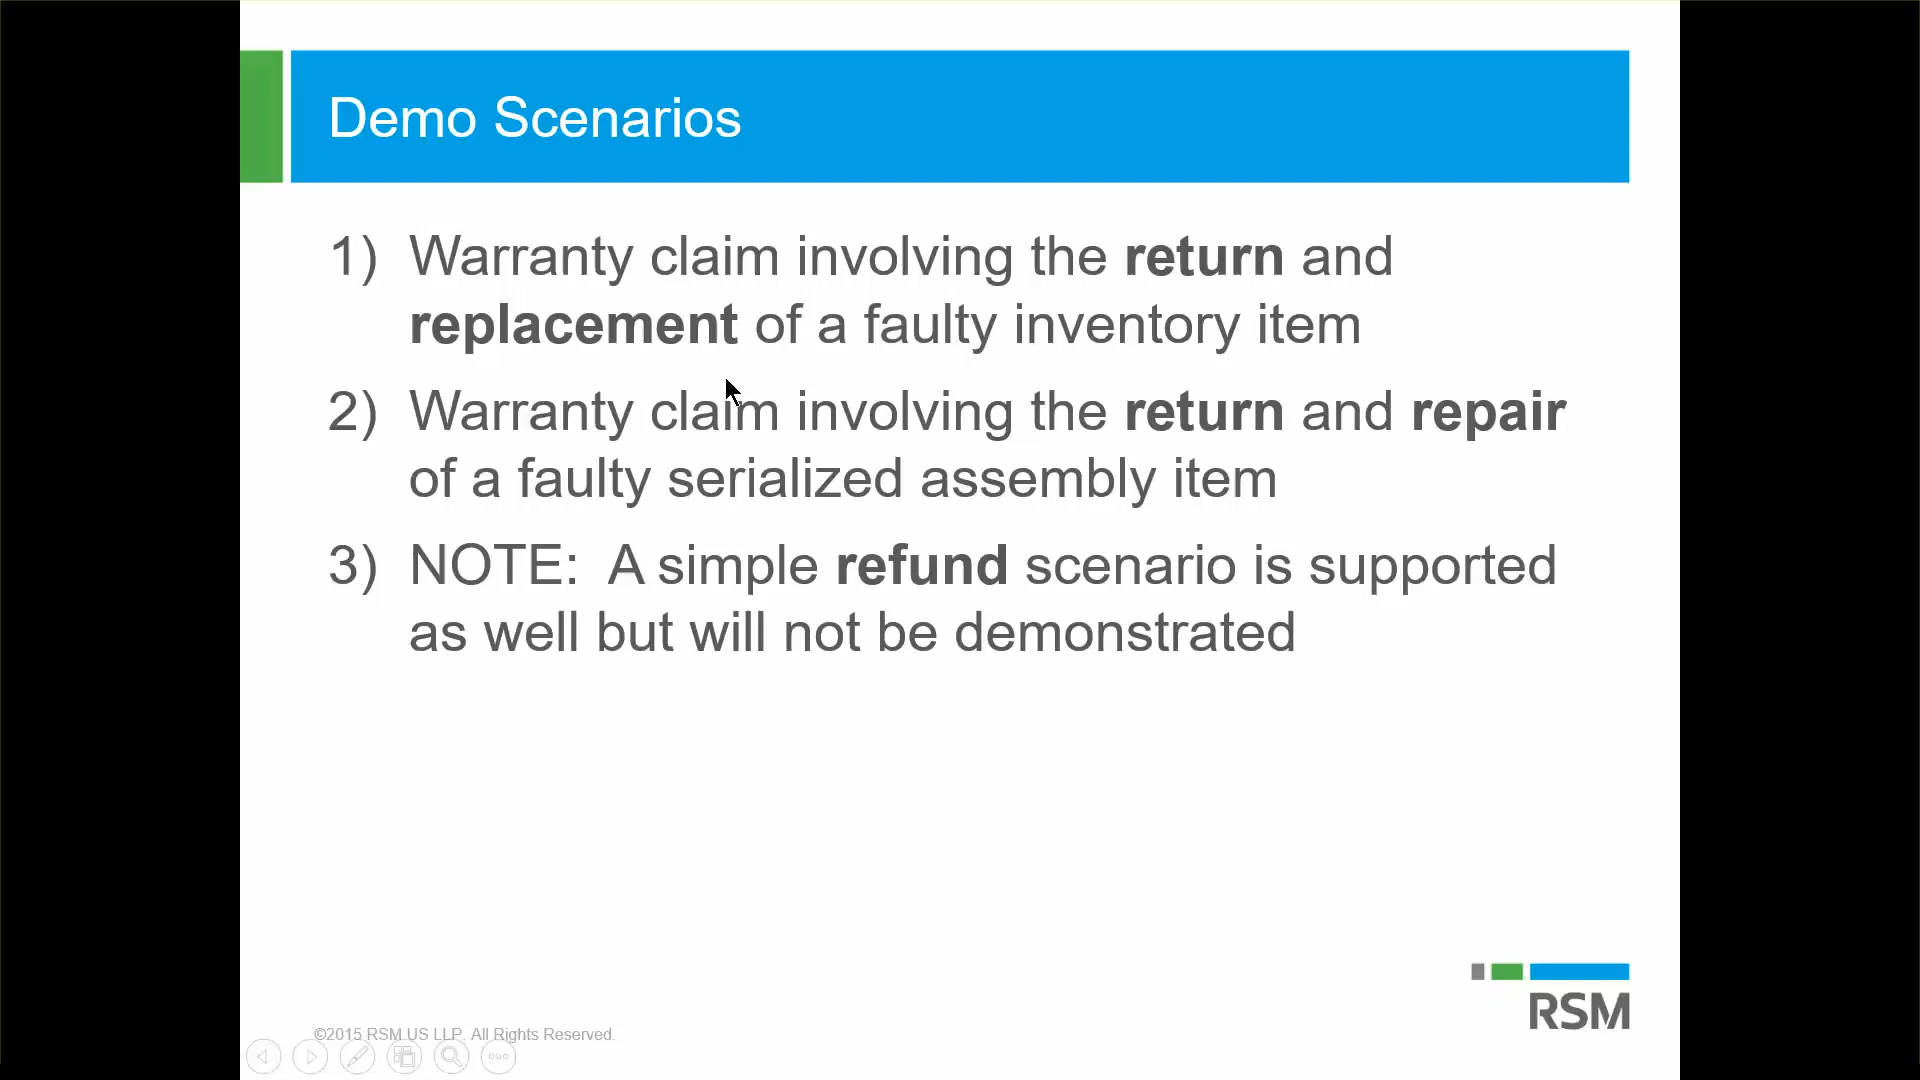 Demo Scenarios
1) Warranty claim involving the return and
replacement of a faulty inventory item
2) Warranty claim involving the return and repair
of a faulty serialized assembly item
3) NOTE:  A simple refund scenario is supported
as well but will not be demonstrated
RSM
©2015 RSM US LLP. All Rights Reserved.